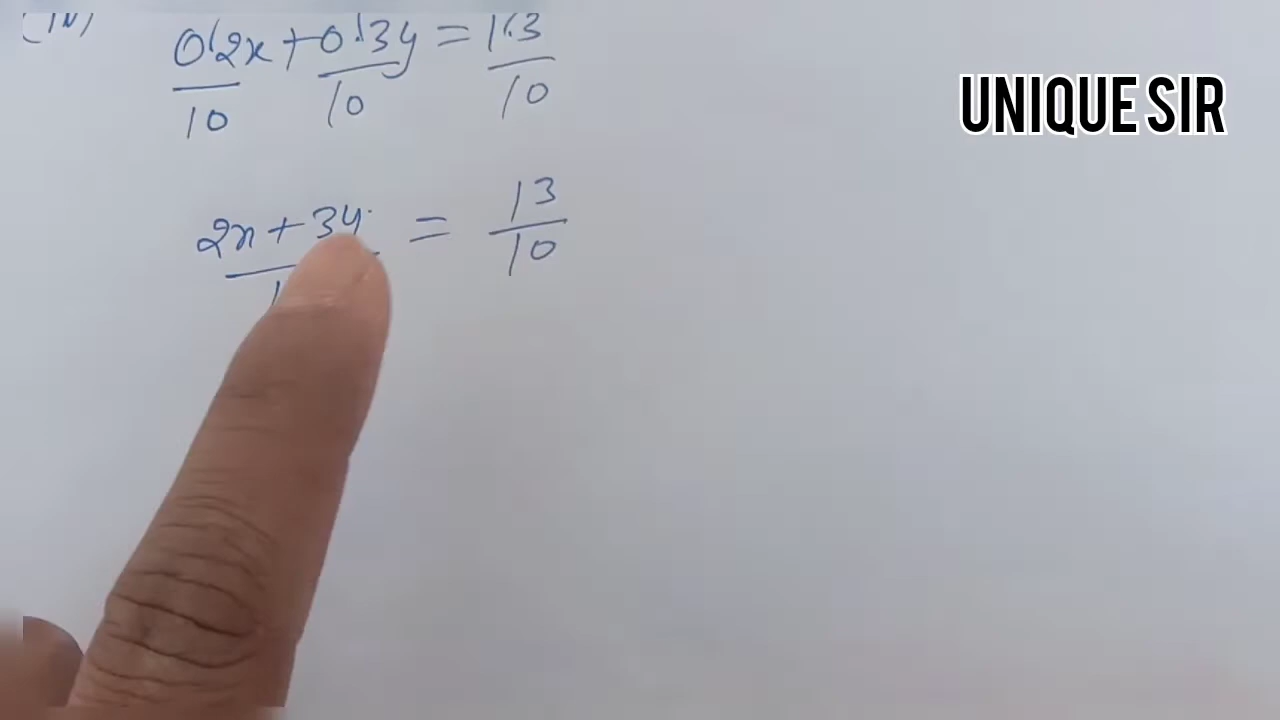 (iv) 0.2x + 0.3y = 1.3
10 10 10
UNIQUE SIR
2x + 3y = 13
10